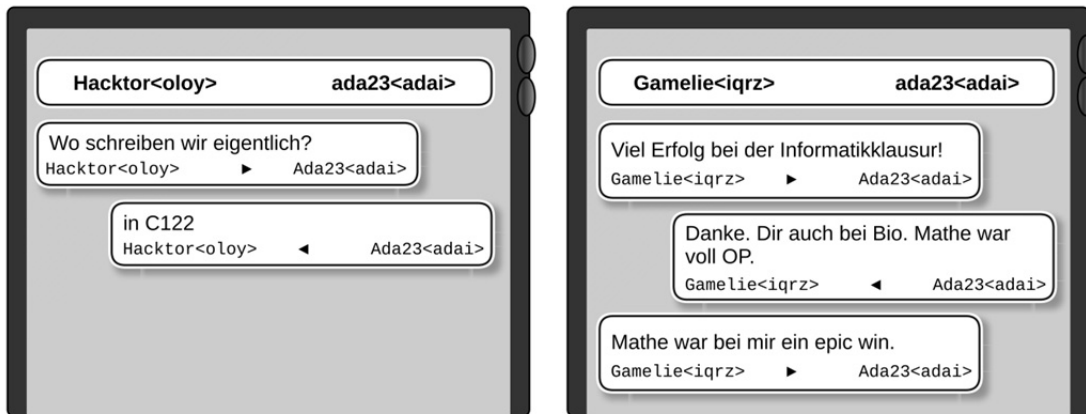 Hacktor<oloy> ada23<adai>
Wo schreiben wir eigentlich?
Hacktor<oloy> ► Ada23<adai>
in C122
Hacktor<oloy> ◄ Ada23<adai>
Gamelie<iqrz> ada23<adai>
Viel Erfolg bei der Informatikklausur!
Gamelie<iqrz> ► Ada23<adai>
Danke. Dir auch bei Bio. Mathe war
voll OP.
Gamelie<iqrz> ◄ Ada23<adai>
Mathe war bei mir ein epic win.
Gamelie<iqrz> ► Ada23<adai>